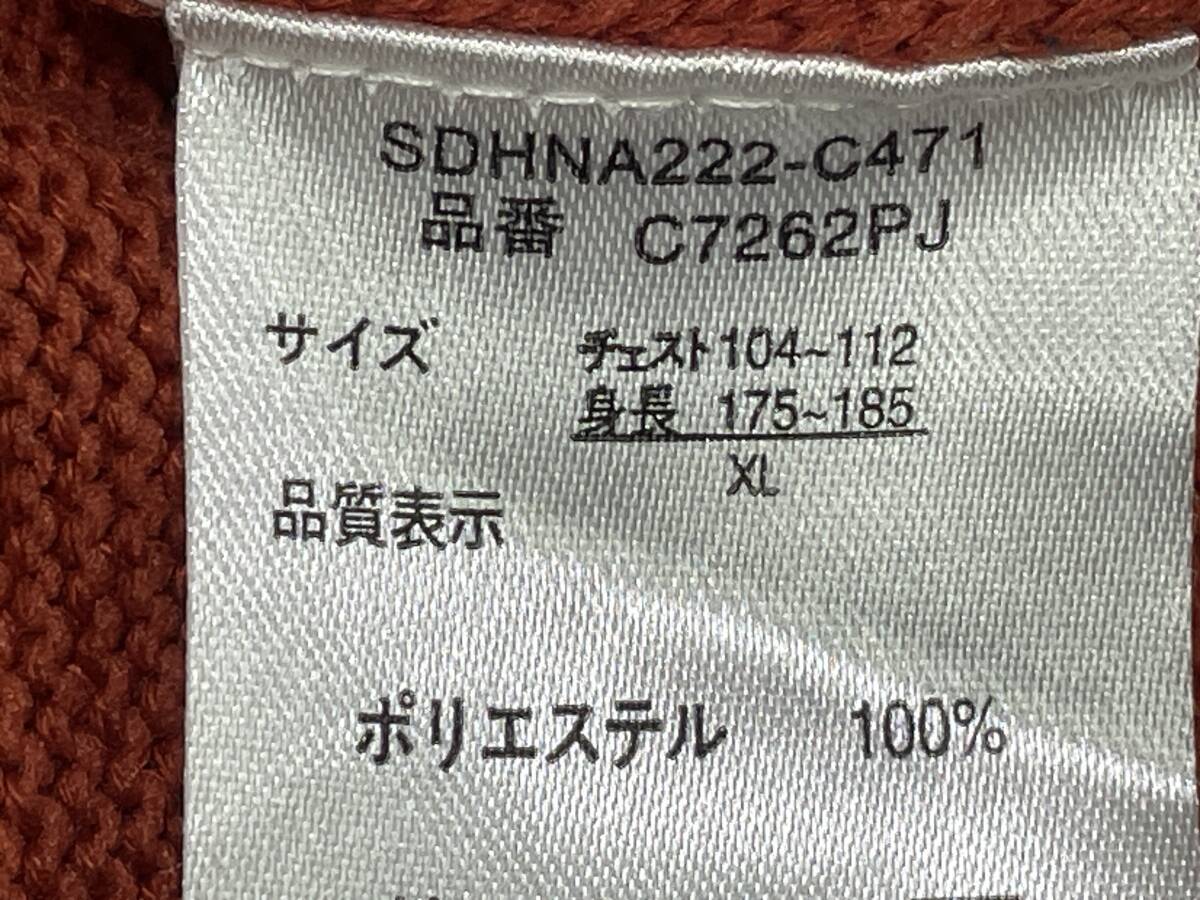 SDHNA222-C471
品番 C7262PJ
サイズ チェスト104~112
身長 175~185
XL
品質表示
ポリエステル 100%